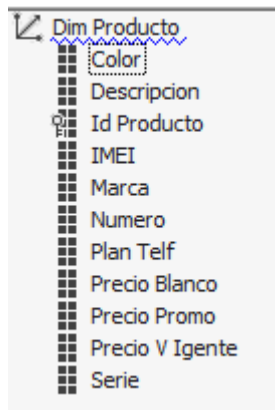 Dim Producto
Color
Descripcion
Id Producto
IMEI
Marca
Numero
Plan Telf
Precio Blanco
Precio Promo
Precio V Igente
Serie